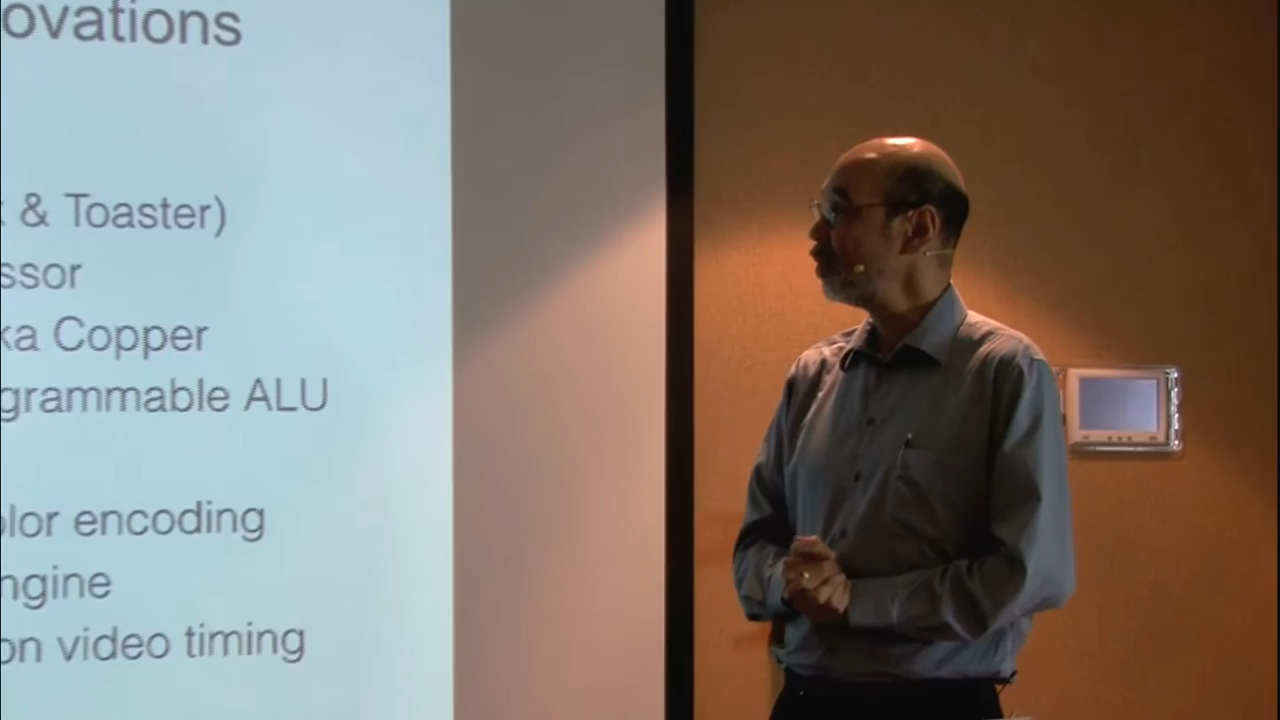 ovations
& Toaster)
ssor
ka Copper
grammable ALU
olor encoding
ngine
on video timing